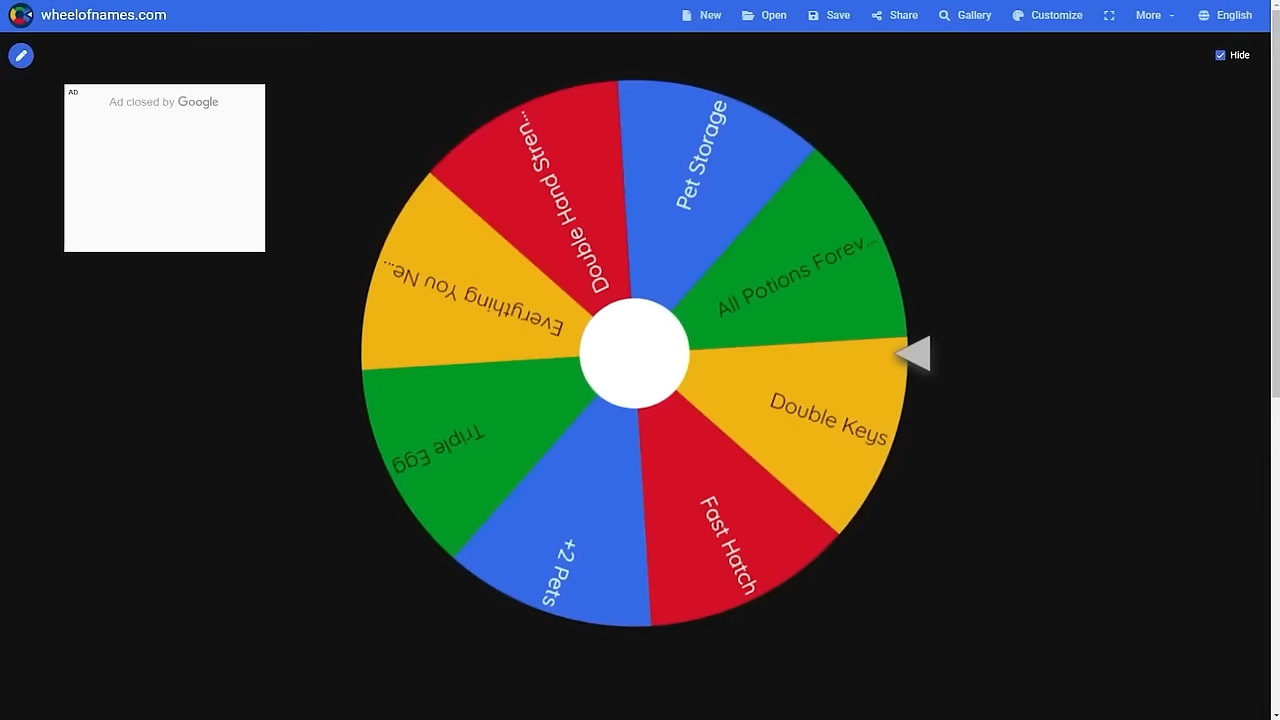 wheelofnames.com
New
Open
Save
Share
Gallery
Customize
More
English
Hide
AD
Ad closed by Google
Pet Storage
All Potions Forev...
Double Keys
Fast Hatch
+2 Pets
Triple Egg
Everything You Ne...
Double Hand Stren...